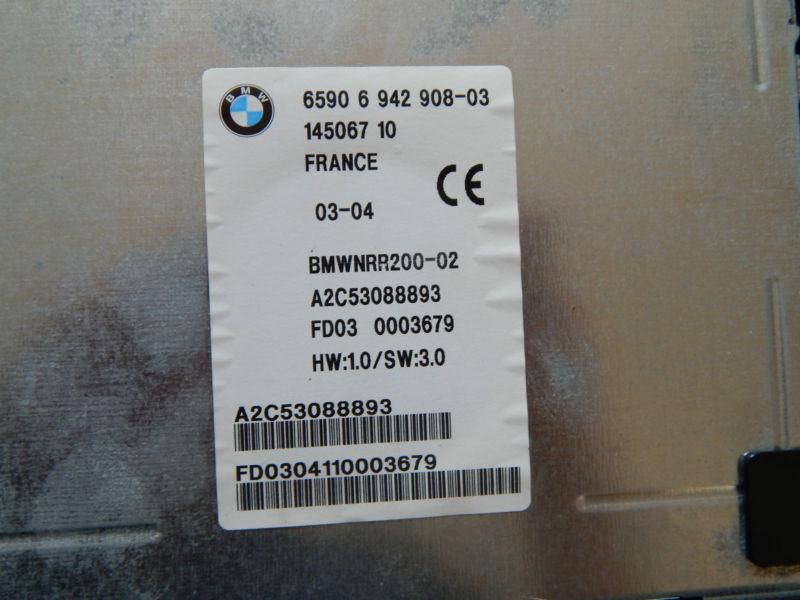 BMW
6590 6 942 908-03
145067 10
FRANCE
CE
03-04
BMWNRR200-02
A2C53088893
FD03 0003679
HW:1.0/SW:3.0
A2C53088893
FD0304110003679